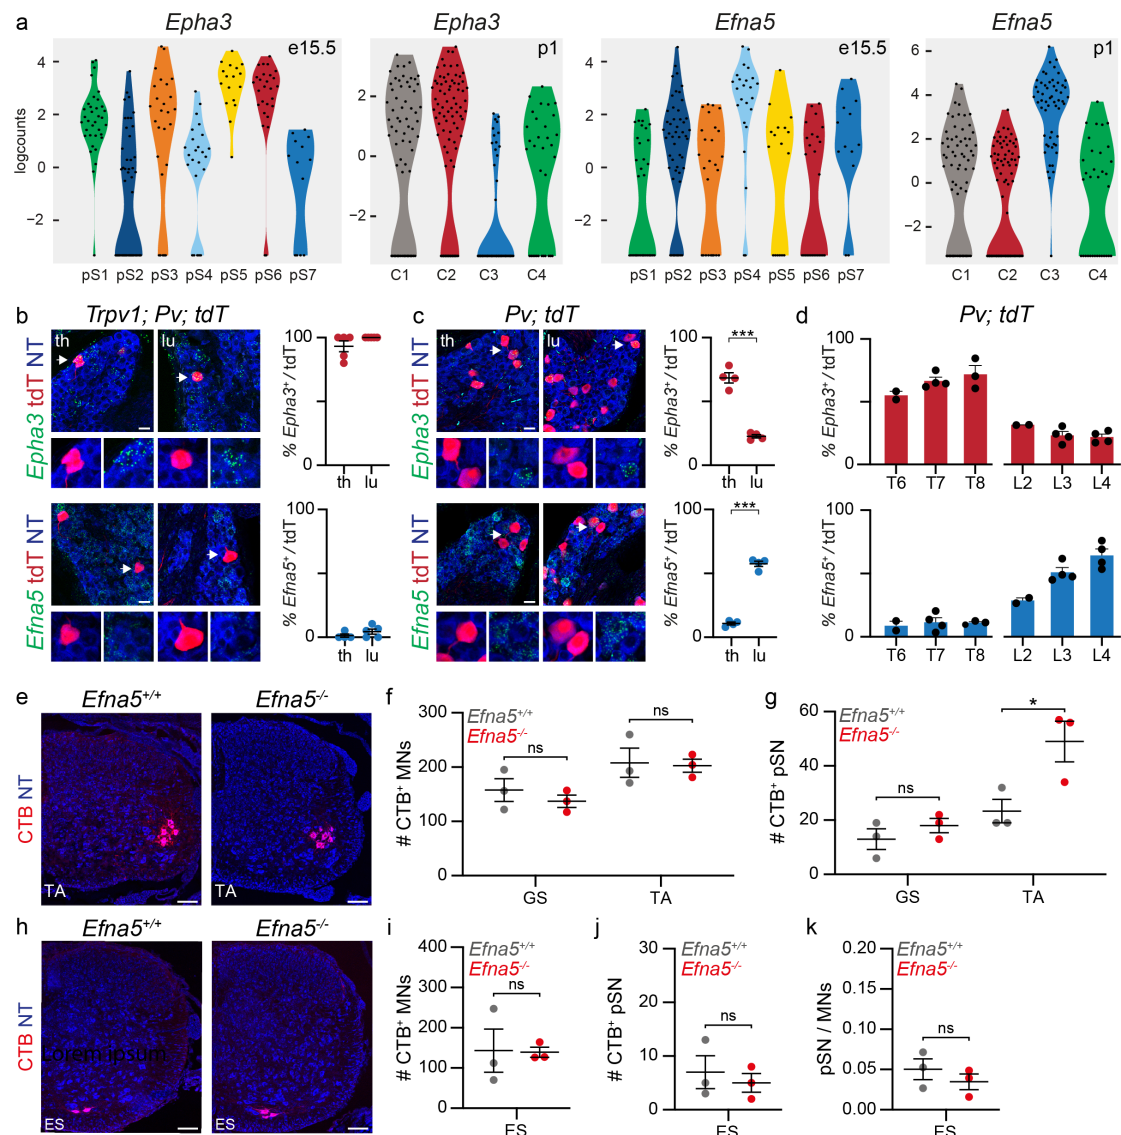 a
Epha3
Epha3
Efna5
Efna5
e15.5
p1
e15.5
p1
logcounts
4
2
0
−2
pS1 pS2 pS3 pS4 pS5 pS6 pS7
2
0
−2
C1 C2 C3 C4
4
2
0
−2
pS1 pS2 pS3 pS4 pS5 pS6 pS7
6
4
2
0
−2
C1 C2 C3 C4
b
Trpv1; Pv; tdT
th
lu
Epha3 tdT NT
Efna5 tdT NT
100
0
% Epha3+ / tdT
th lu
100
0
% Efna5+ / tdT
th lu
c
Pv; tdT
th
lu
Epha3 tdT NT
Efna5 tdT NT
100
0
% Epha3+ / tdT
***
th lu
100
0
% Efna5+ / tdT
***
th lu
d
Pv; tdT
100
0
% Epha3+ / tdT
T6 T7 T8 L2 L3 L4
100
0
% Efna5+ / tdT
T6 T7 T8 L2 L3 L4
e
Efna5+/+
Efna5-/-
CTB NT
TA
f
300
200
100
0
# CTB+ MNs
Efna5+/+
Efna5-/-
ns
ns
GS TA
g
60
40
20
0
# CTB+ pSN
Efna5+/+
Efna5-/-
ns
*
GS TA
h
Efna5+/+
Efna5-/-
CTB NT
Lorem ipsum
ES
ES
i
400
300
200
100
0
# CTB+ MNs
Efna5+/+
Efna5-/-
ns
ES
j
30
20
10
0
# CTB+ pSN
Efna5+/+
Efna5-/-
ns
ES
k
0.20
0.15
0.10
0.05
0.00
pSN / MNs
Efna5+/+
Efna5-/-
ns
ES